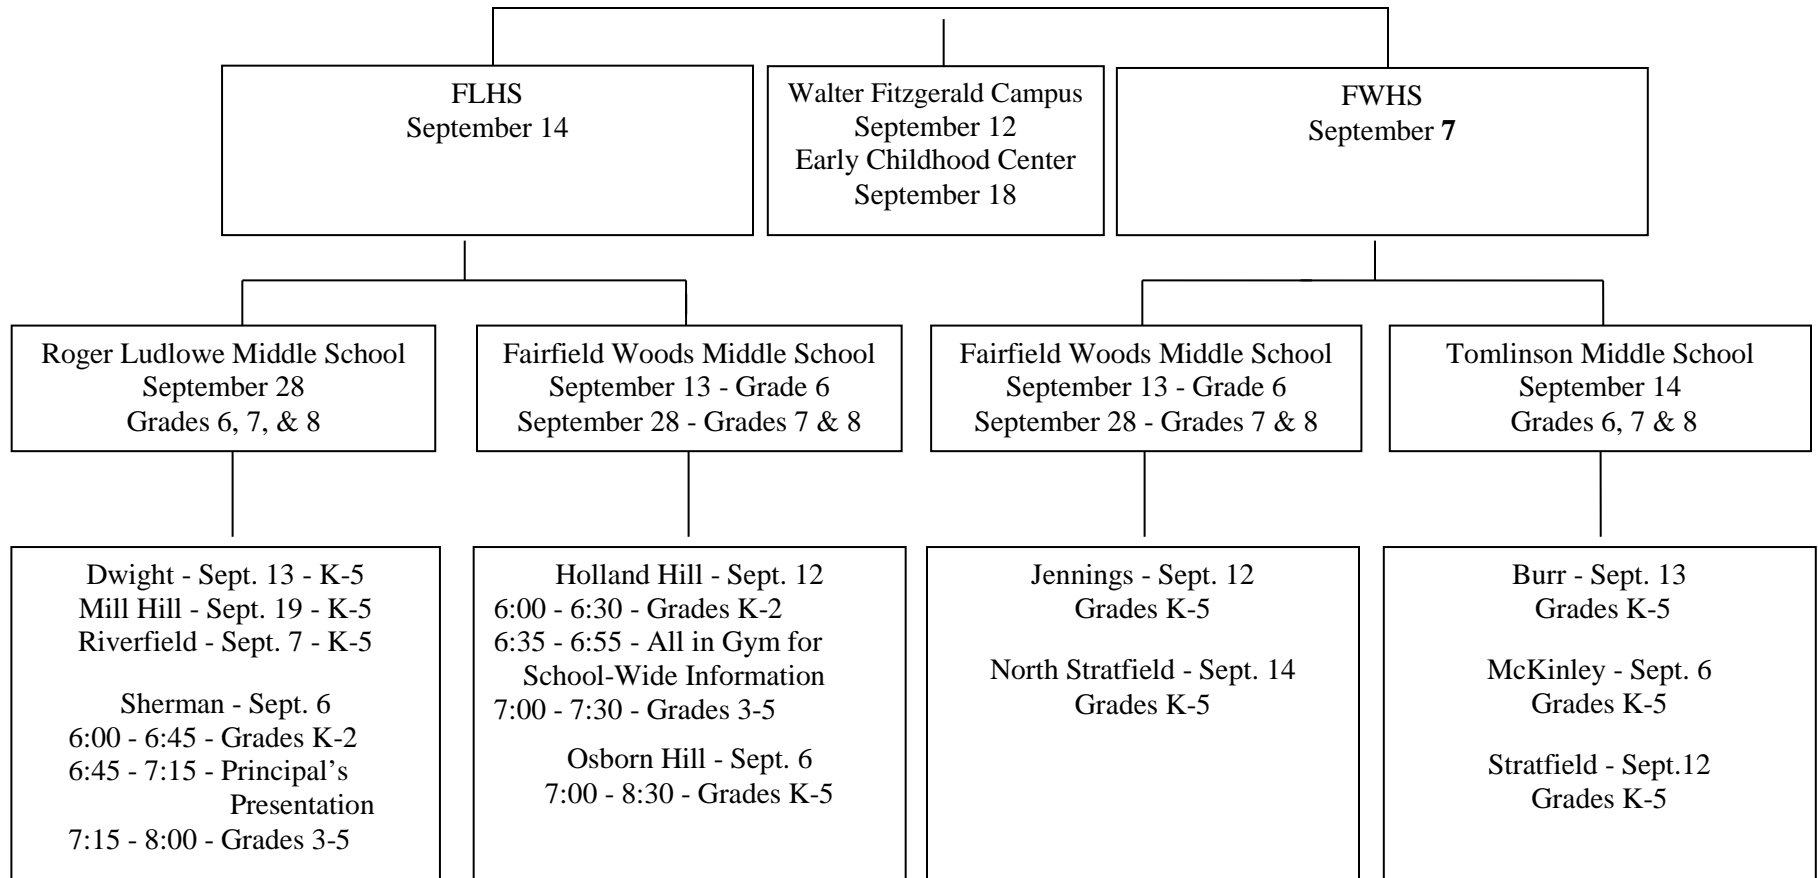 FLHS
September 14
Walter Fitzgerald Campus
September 12
Early Childhood Center
September 18
FWHS
September 7
Roger Ludlowe Middle School
September 28
Grades 6, 7, & 8
Fairfield Woods Middle School
September 13 - Grade 6
September 28 - Grades 7 & 8
Fairfield Woods Middle School
September 13 - Grade 6
September 28 - Grades 7 & 8
Tomlinson Middle School
September 14
Grades 6, 7 & 8
Dwight - Sept. 13 - K-5
Mill Hill - Sept. 19 - K-5
Riverfield - Sept. 7 - K-5
Sherman - Sept. 6
6:00 - 6:45 - Grades K-2
6:45 - 7:15 - Principal’s
Presentation
7:15 - 8:00 - Grades 3-5
Holland Hill - Sept. 12
6:00 - 6:30 - Grades K-2
6:35 - 6:55 - All in Gym for
School-Wide Information
7:00 - 7:30 - Grades 3-5
Osborn Hill - Sept. 6
7:00 - 8:30 - Grades K-5
Jennings - Sept. 12
Grades K-5
North Stratfield - Sept. 14
Grades K-5
Burr - Sept. 13
Grades K-5
McKinley - Sept. 6
Grades K-5
Stratfield - Sept.12
Grades K-5